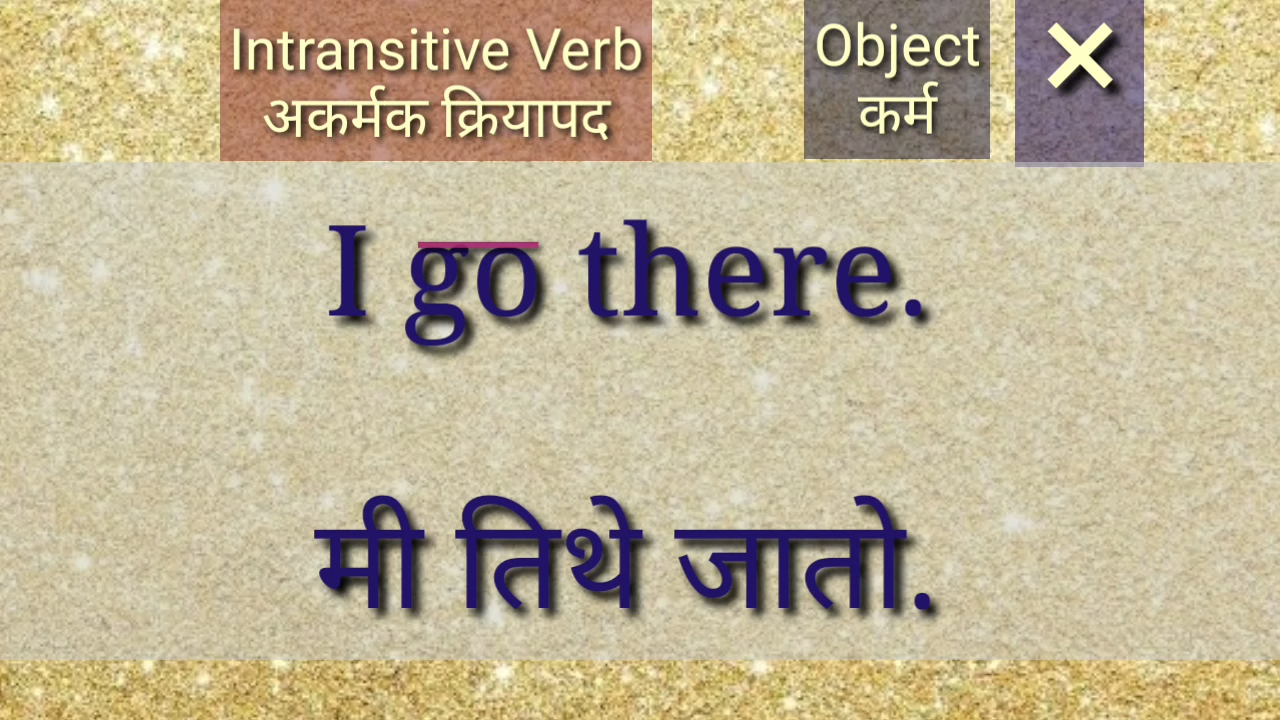 Intransitive Verb
अकर्मक क्रियापद
Object
कर्म
×
I go there.
मी तिथे जातो.